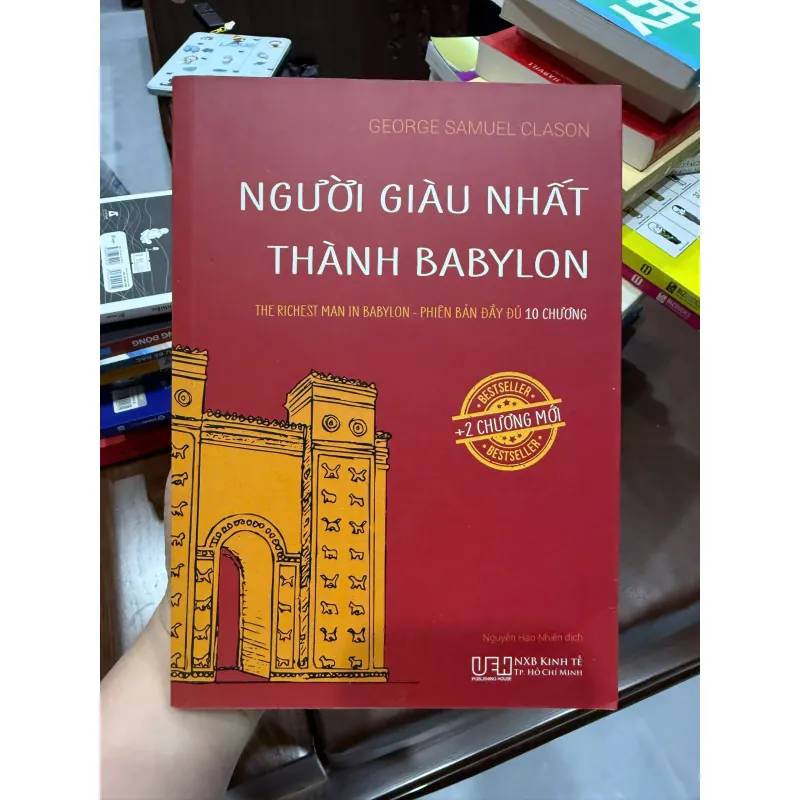 GEORGE SAMUEL CLASON
NGƯỜI GIÀU NHẤT
THÀNH BABYLON
THE RICHEST MAN IN BABYLON - PHIÊN BẢN ĐẦY ĐỦ 10 CHƯƠNG
BESTSELLER
+2 CHƯƠNG MỚI
BESTSELLER
Nguyễn Hạo Nhiên dịch
UEH NXB KINH TẾ
PUBLISHING HOUSE TP. HỒ CHÍ MINH